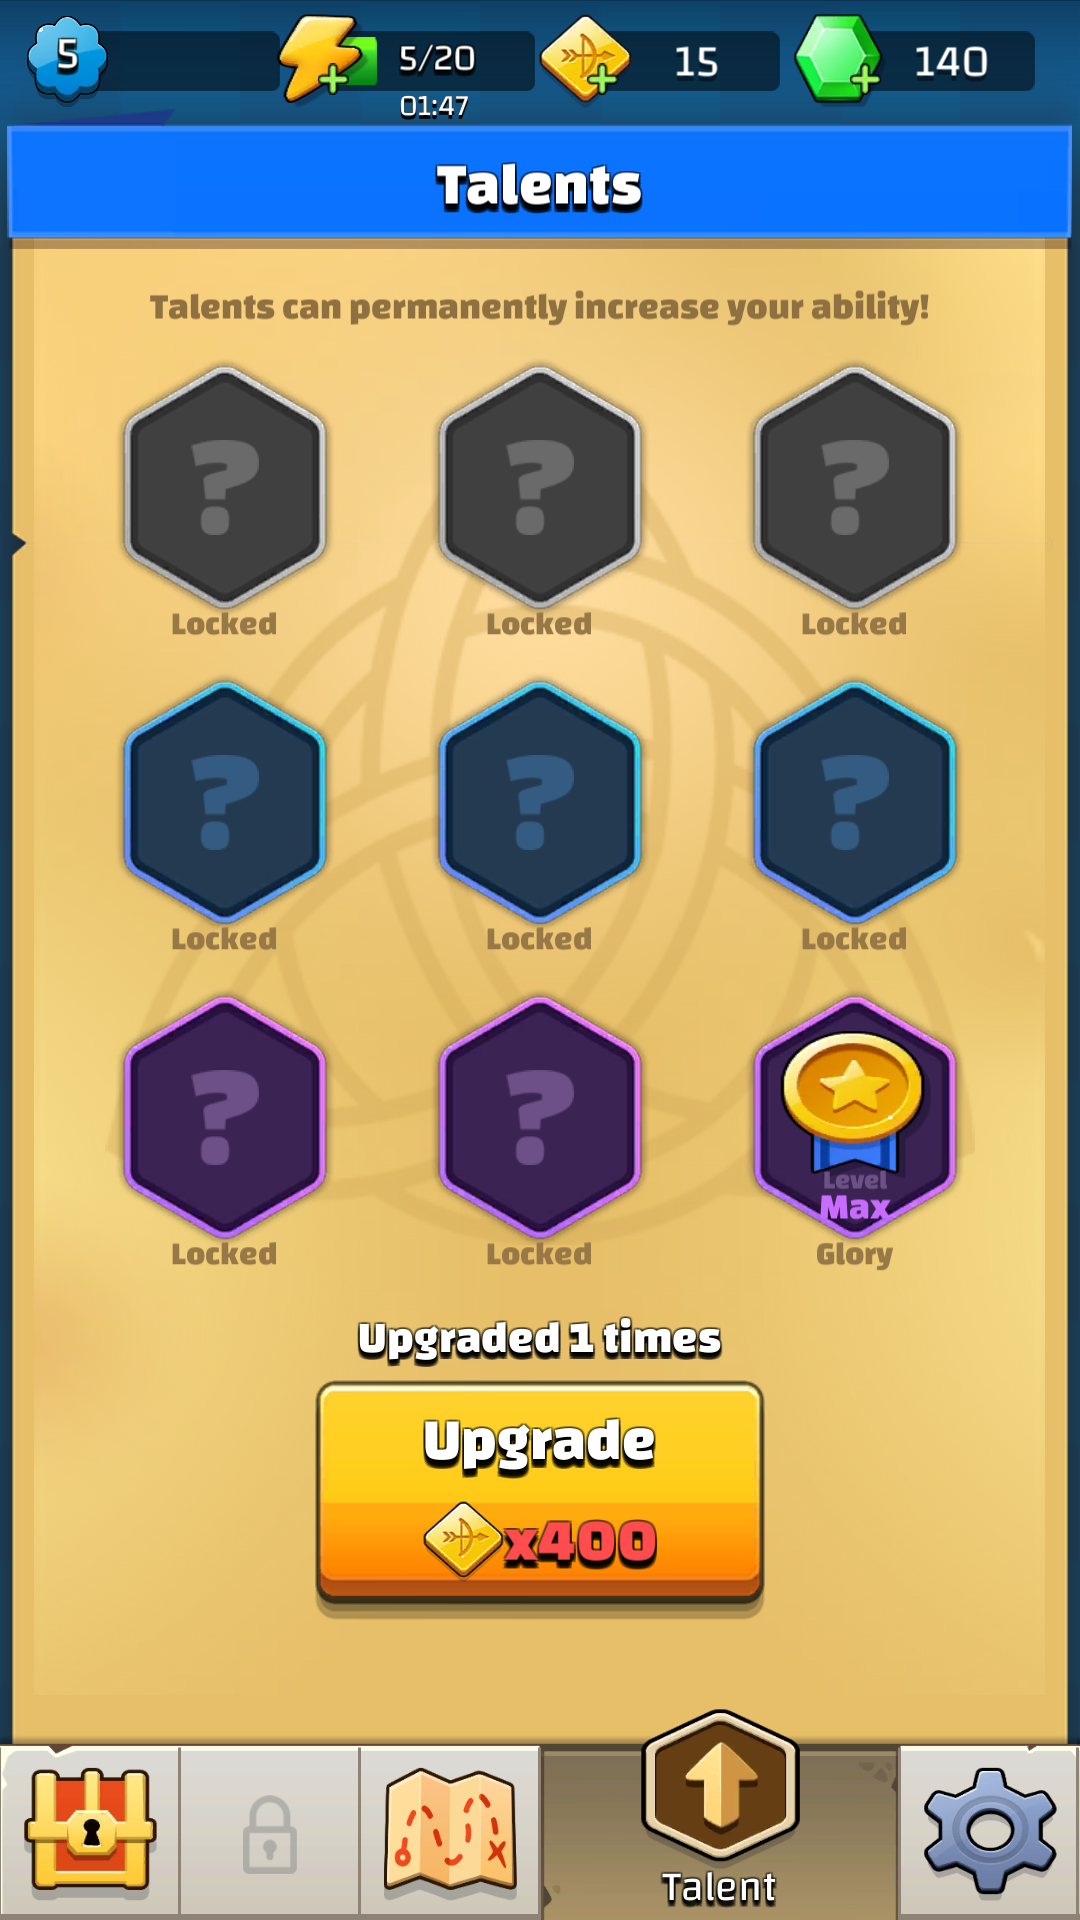 5
5/20
15
140
01:47
Talents
Talents can permanently increase your ability!
?
?
?
Locked
Locked
Locked
?
?
?
Locked
Locked
Locked
?
?
Level
Max
Locked
Locked
Glory
Upgraded 1 times
Upgrade
x400
Talent